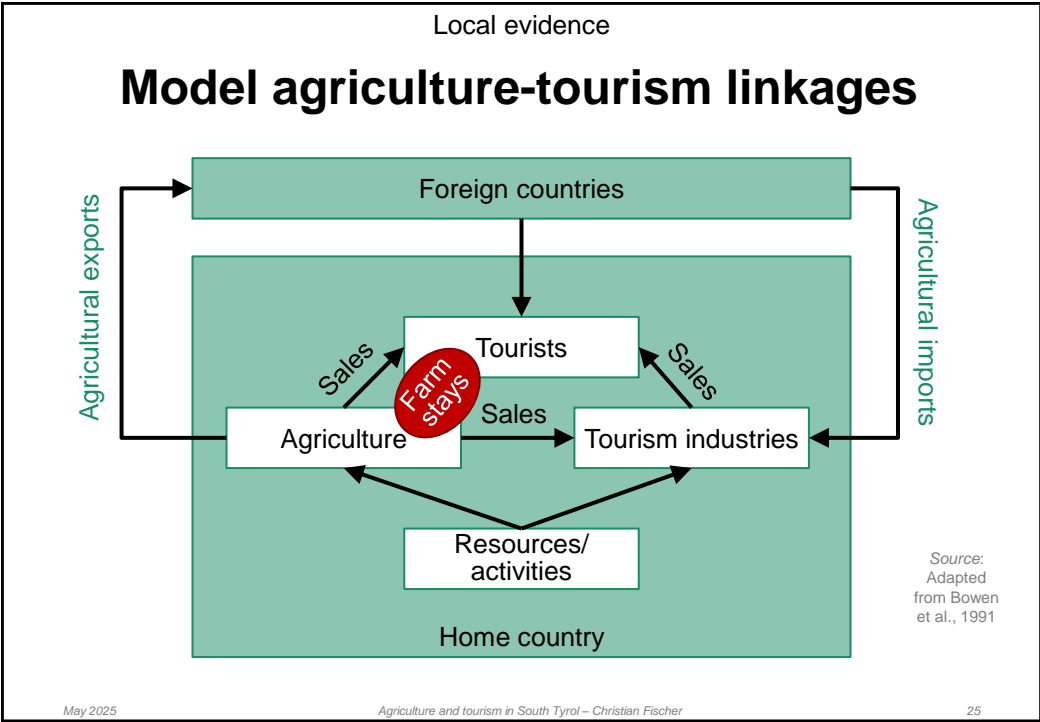 Local evidence
Model agriculture-tourism linkages
Foreign countries
Agricultural exports
Agricultural imports
Tourists
Sales
Farm
stays
Sales
Sales
Agriculture
Tourism industries
Resources/
activities
Home country
Source:
Adapted
from Bowen
et al., 1991
May 2025
Agriculture and tourism in South Tyrol – Christian Fischer
25